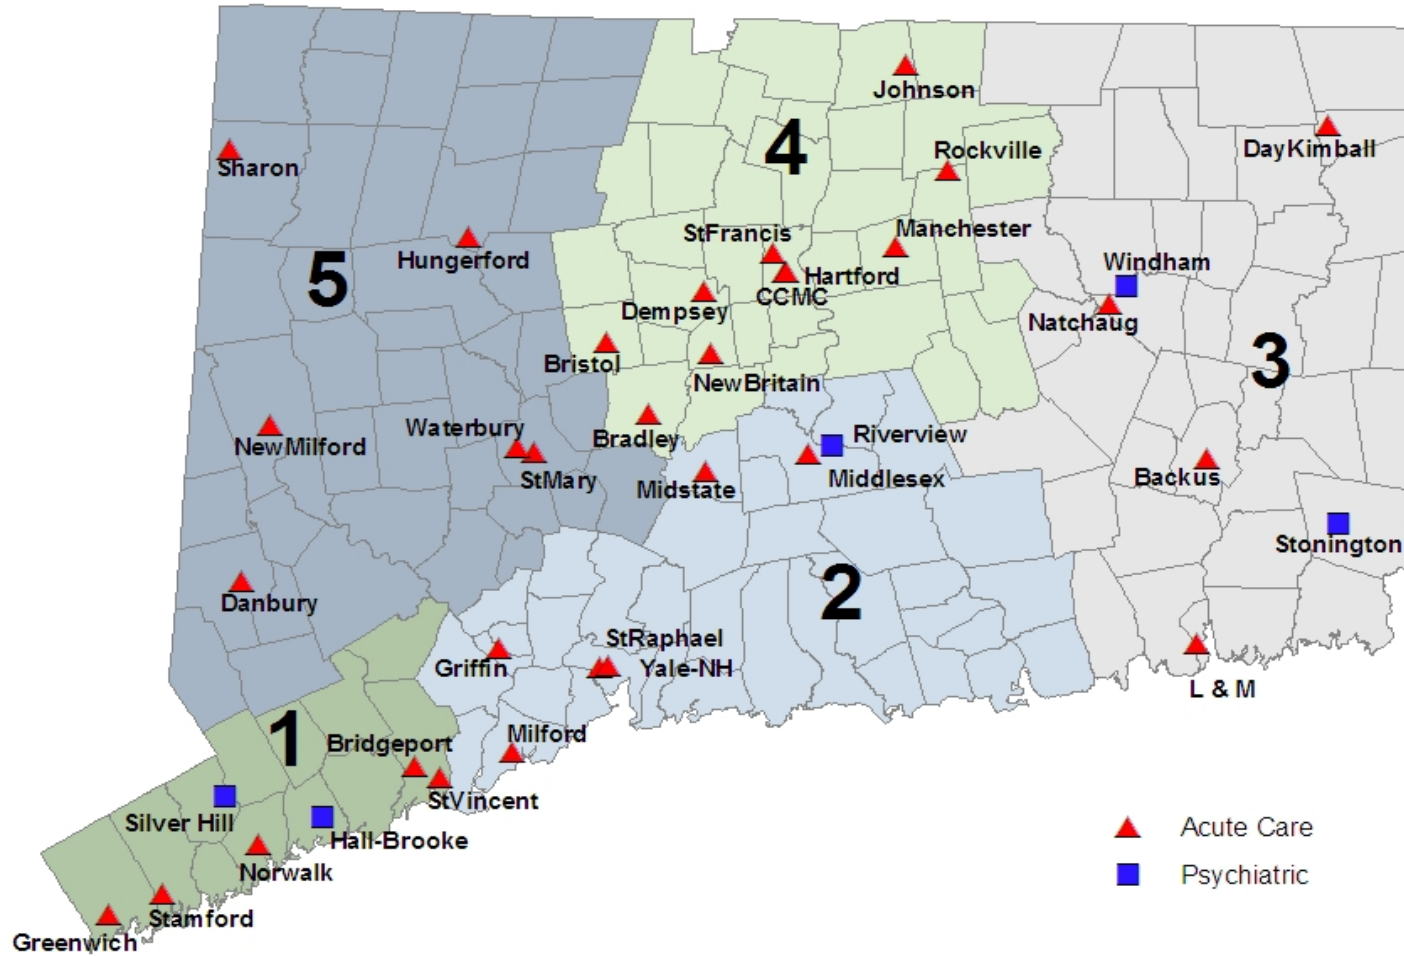 Johnson
4
DayKimball
Rockville
Sharon
StFrancis
Manchester
Hungerford
5
Hartford
CCMC
Windham
Dempsey
Natchaug
3
Bristol
NewBritain
Waterbury
Bradley
Riverview
NewMilford
StMary
Midstate
Middlesex
Backus
Stonington
Danbury
2
StRaphael
Griffin
Yale-NH
L & M
1
Bridgeport
Milford
StVincent
Silver Hill
Hall-Brooke
Norwalk
Stamford
Greenwich
Acute Care
Psychiatric